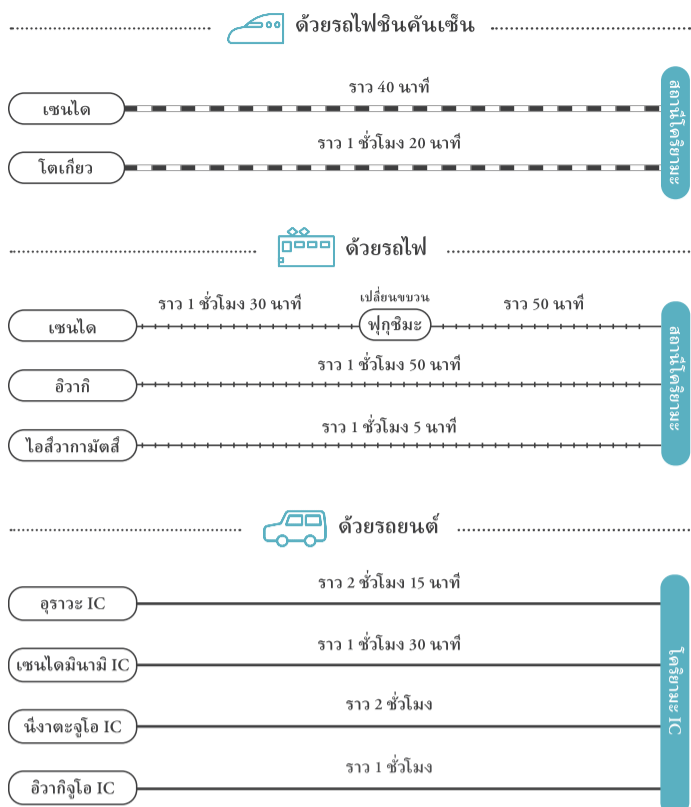 ด้วยรถไฟชินคันเซ็น
ราว 40 นาที
เซนได
สถานีโคริยามะ
ราว 1 ชั่วโมง 20 นาที
โตเกียว
ด้วยรถไฟ
ราว 1 ชั่วโมง 30 นาที
เปลี่ยนขบวน
ราว 50 นาที
เซนได
ฟุกุชิมะ
สถานีโคริยามะ
ราว 1 ชั่วโมง 50 นาที
อิวากิ
ราว 1 ชั่วโมง 5 นาที
ไอสึวากามัตสึ
ด้วยรถยนต์
ราว 2 ชั่วโมง 15 นาที
อุราวะ IC
ราว 1 ชั่วโมง 30 นาที
เซนไดมินามิ IC
โคริยามะ IC
ราว 2 ชั่วโมง
นีงาตะจูโอ IC
ราว 1 ชั่วโมง
อิวากิจูโอ IC